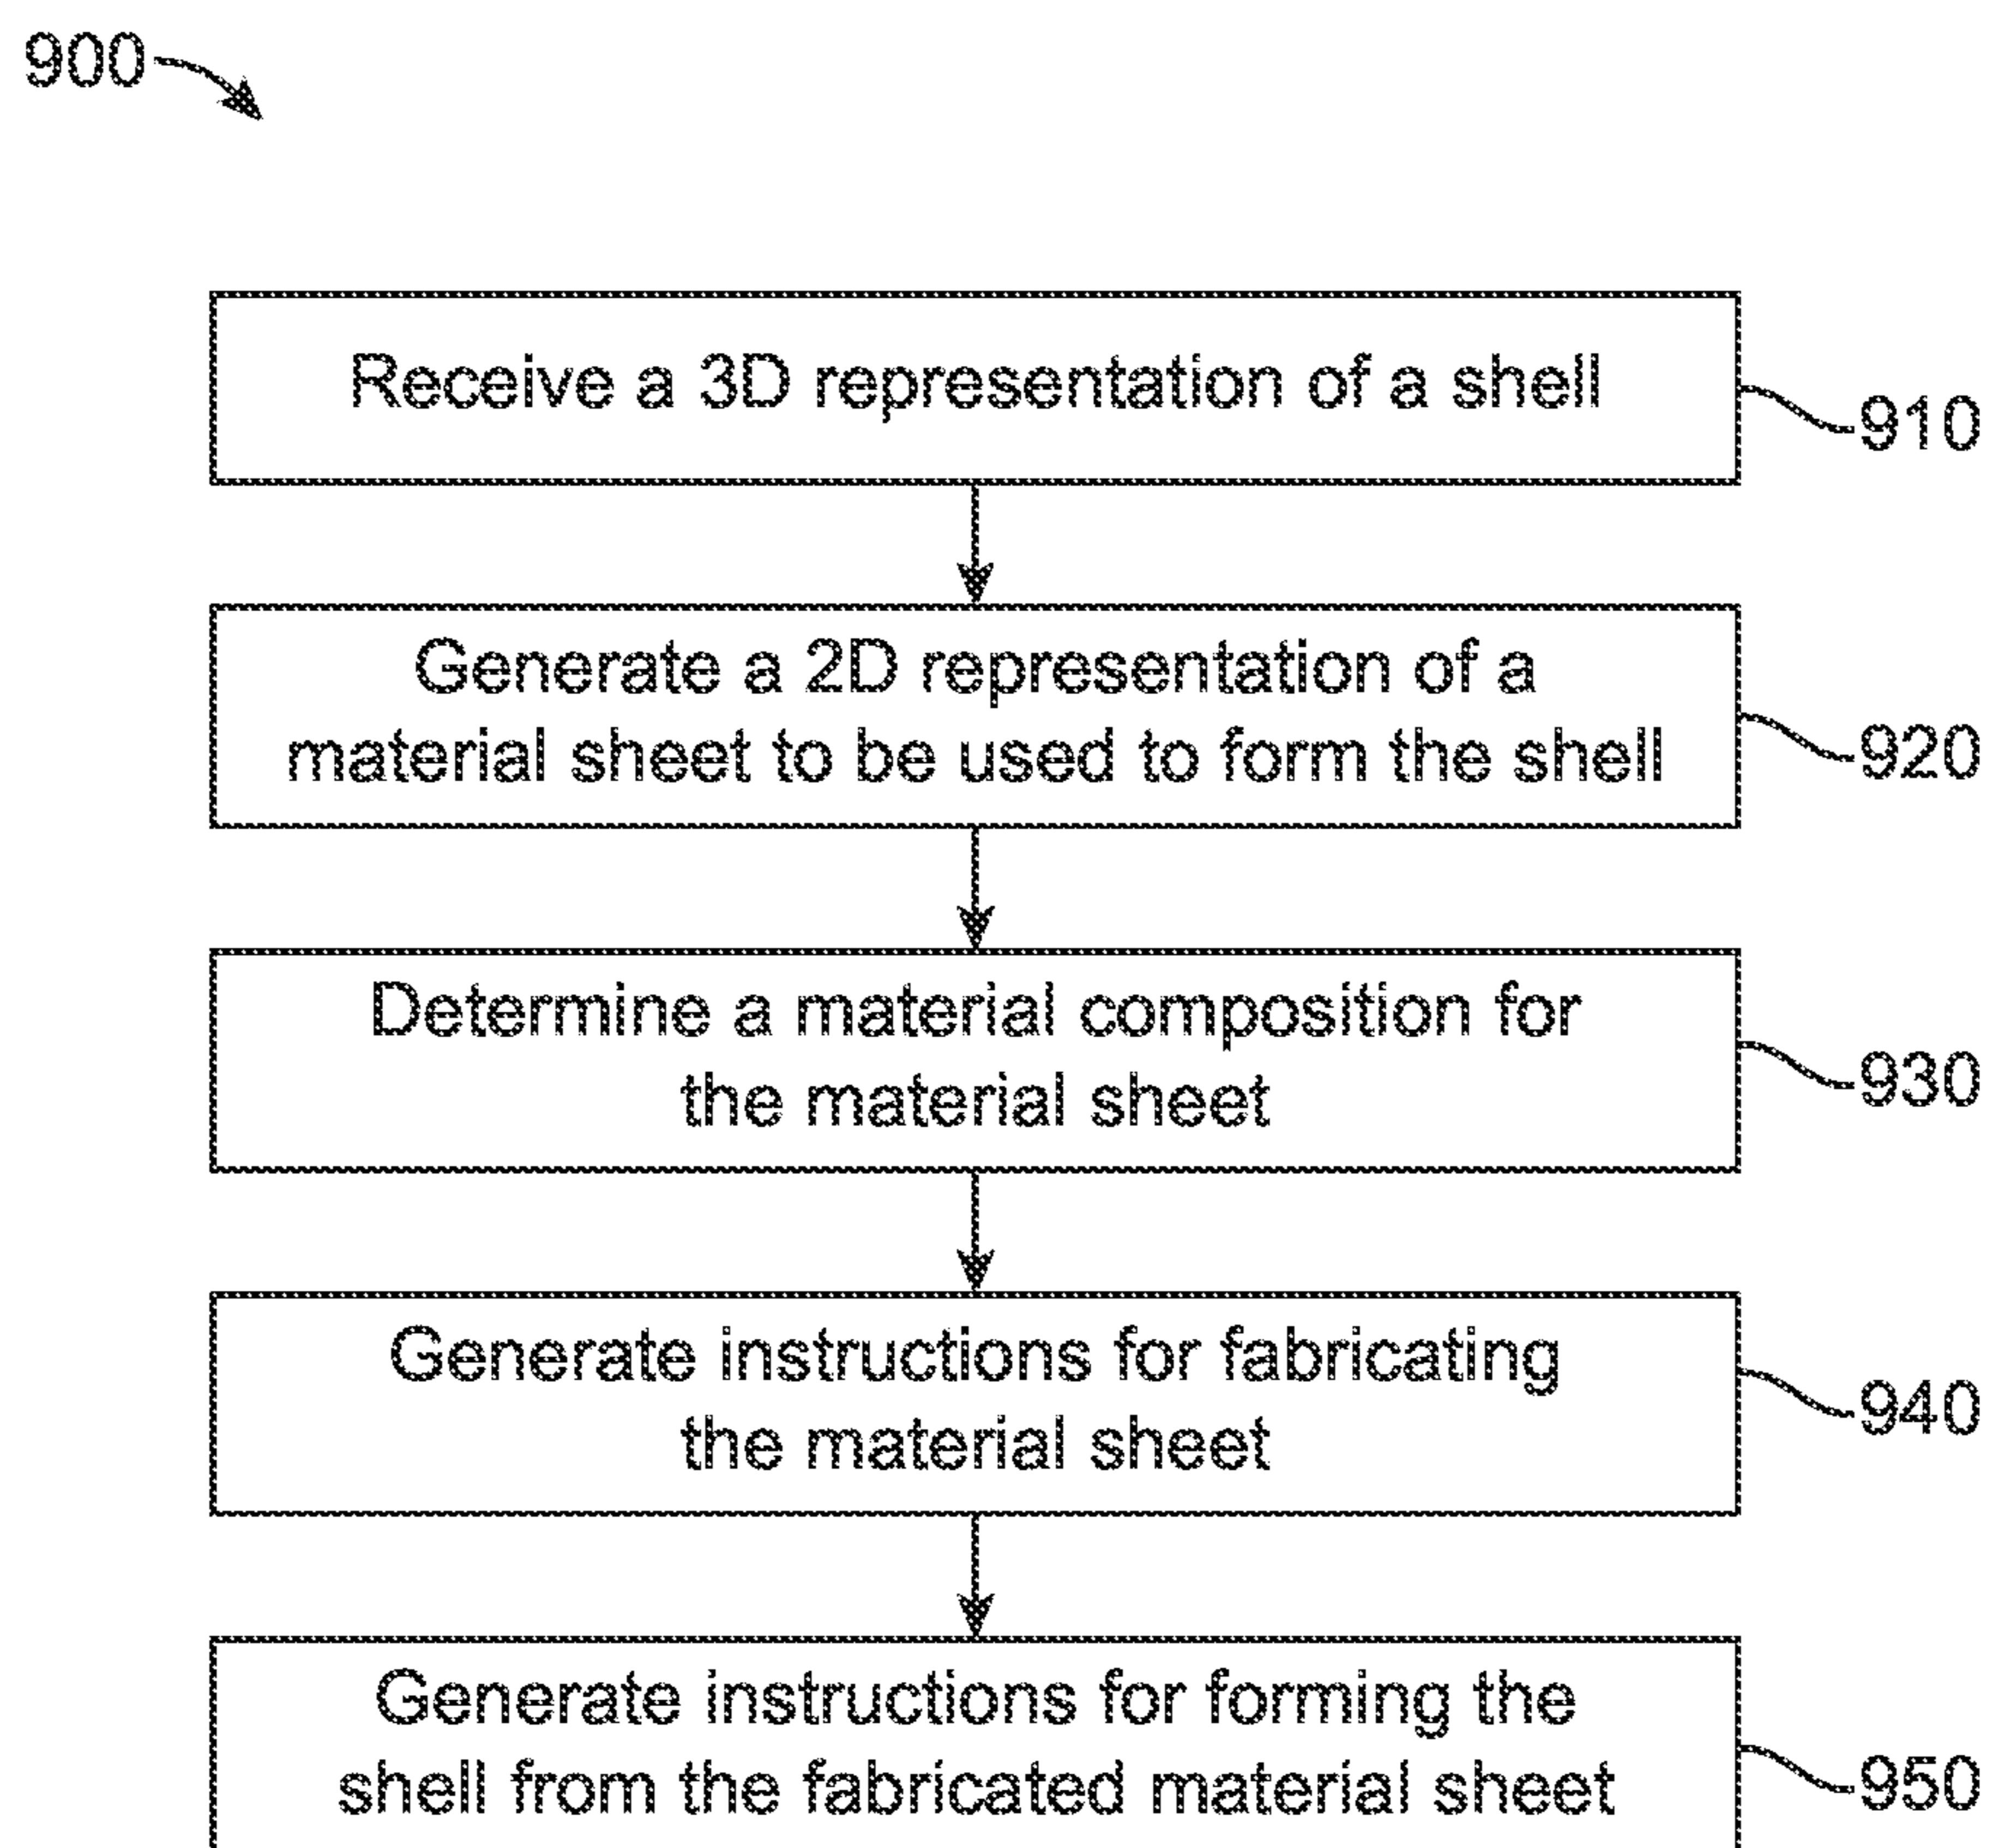 900
Receive a 3D representation of a shell
910
Generate a 2D representation of a
material sheet to be used to form the shell
920
Determine a material composition for
the material sheet
930
Generate instructions for fabricating
the material sheet
940
Generate instructions for forming the
shell from the fabricated material sheet
950